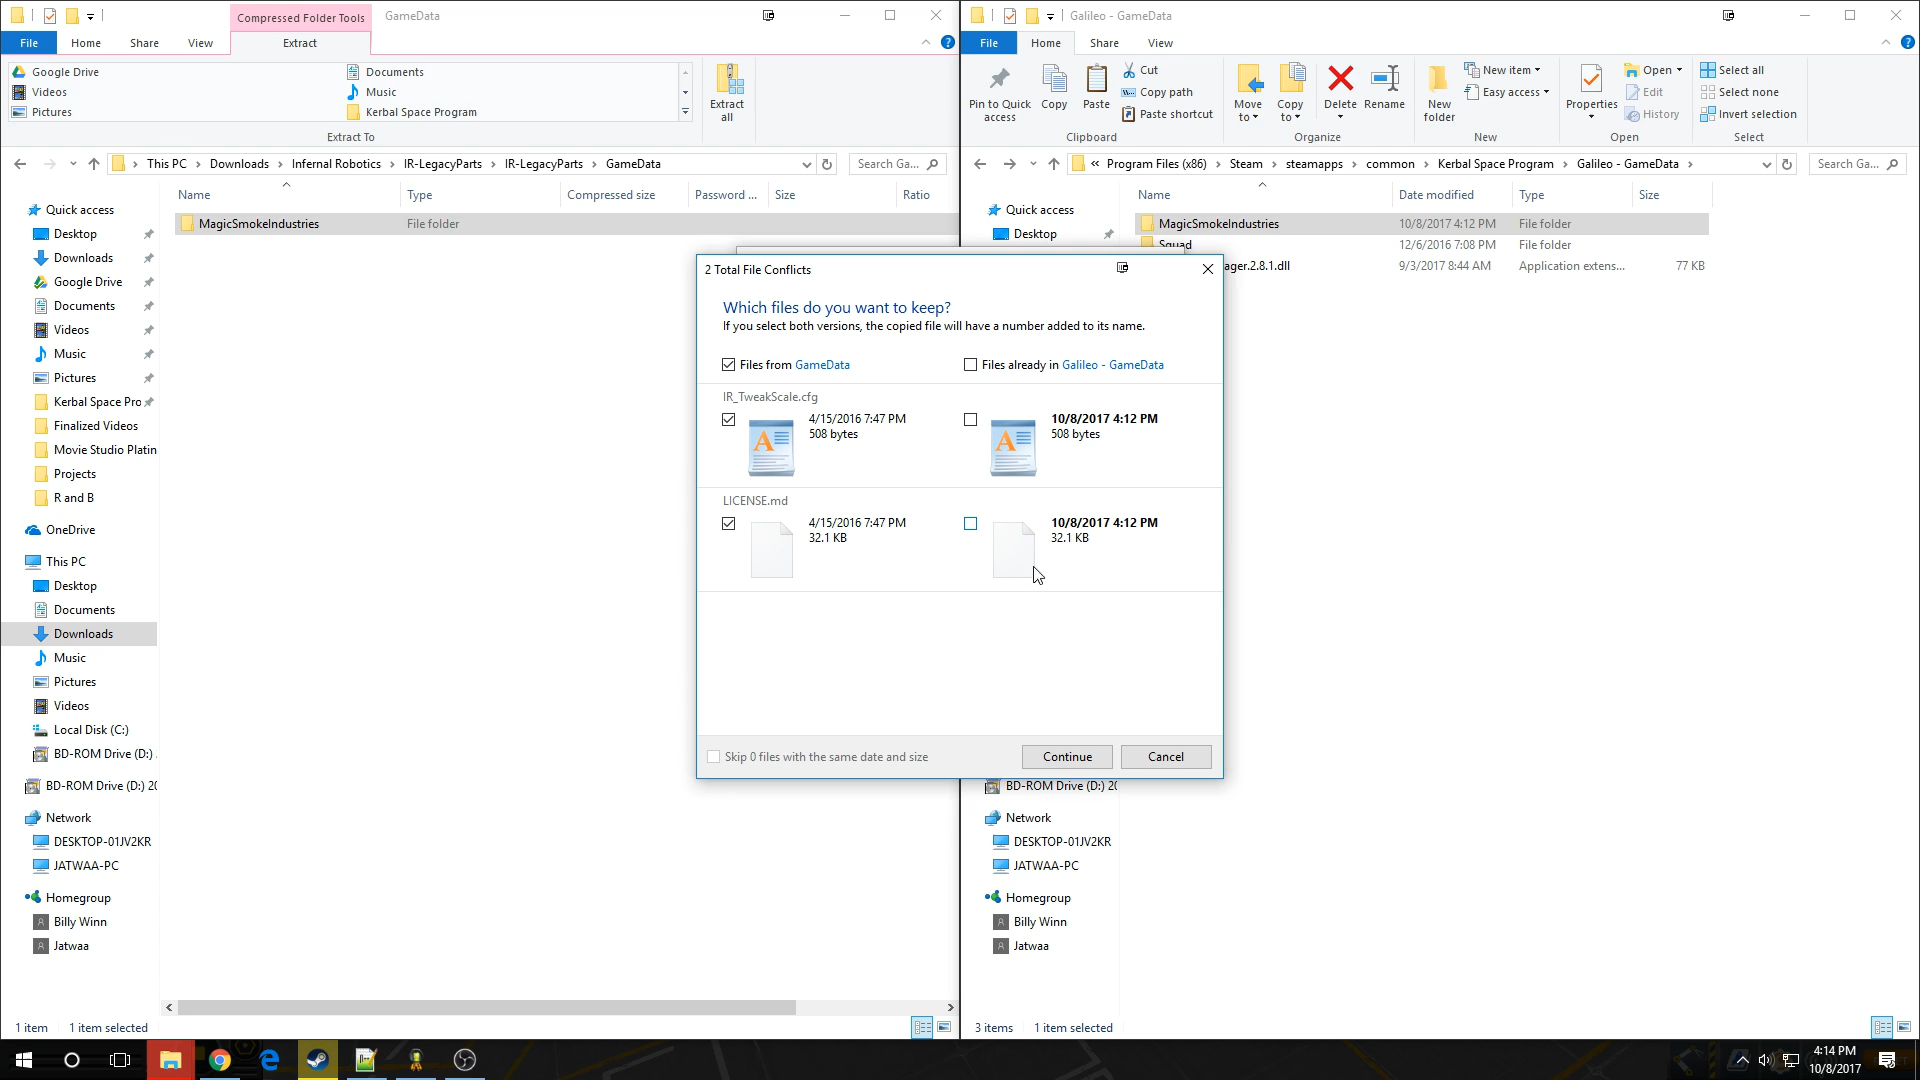 Compressed Folder Tools
GameData
File
Home
Share
View
Extract
Google Drive
Documents
Videos
Music
Pictures
Kerbal Space Program
Extract all
Extract To
This PC > Downloads > Infernal Robotics > IR-LegacyParts > IR-LegacyParts > GameData
Search Ga...
Name
Type
Compressed size
Password ...
Size
Ratio
MagicSmokeIndustries
File folder
Quick access
Desktop
Downloads
Google Drive
Documents
Videos
Music
Pictures
Kerbal Space Pro
Finalized Videos
Movie Studio Platin
Projects
R and B
OneDrive
This PC
Desktop
Documents
Downloads
Music
Pictures
Videos
Local Disk (C:)
BD-ROM Drive (D:)
BD-ROM Drive (D:) 20
Network
DESKTOP-01JV2KR
JATWAA-PC
Homegroup
Billy Winn
Jatwaa
1 item
1 item selected
Galileo - GameData
File
Home
Share
View
Pin to Quick access
Copy
Paste
Cut
Copy path
Paste shortcut
Clipboard
Move to
Copy to
Delete
Rename
Organize
New folder
New item
Easy access
New
Properties
Open
Edit
History
Open
Select all
Select none
Invert selection
Select
« Program Files (x86) > Steam > steamapps > common > Kerbal Space Program > Galileo - GameData >
Search Ga...
Name
Date modified
Type
Size
MagicSmokeIndustries
10/8/2017 4:12 PM
File folder
Squad
12/6/2016 7:08 PM
File folder
ager.2.8.1.dll
9/3/2017 8:44 AM
Application extens...
77 KB
Quick access
Desktop
2 Total File Conflicts
Which files do you want to keep?
If you select both versions, the copied file will have a number added to its name.
Files from GameData
Files already in Galileo - GameData
IR_TweakScale.cfg
4/15/2016 7:47 PM
508 bytes
10/8/2017 4:12 PM
508 bytes
LICENSE.md
4/15/2016 7:47 PM
32.1 KB
10/8/2017 4:12 PM
32.1 KB
Skip 0 files with the same date and size
Continue
Cancel
BD-ROM Drive (D:) 20
Network
DESKTOP-01JV2KR
JATWAA-PC
Homegroup
Billy Winn
Jatwaa
3 items
1 item selected
4:14 PM
10/8/2017